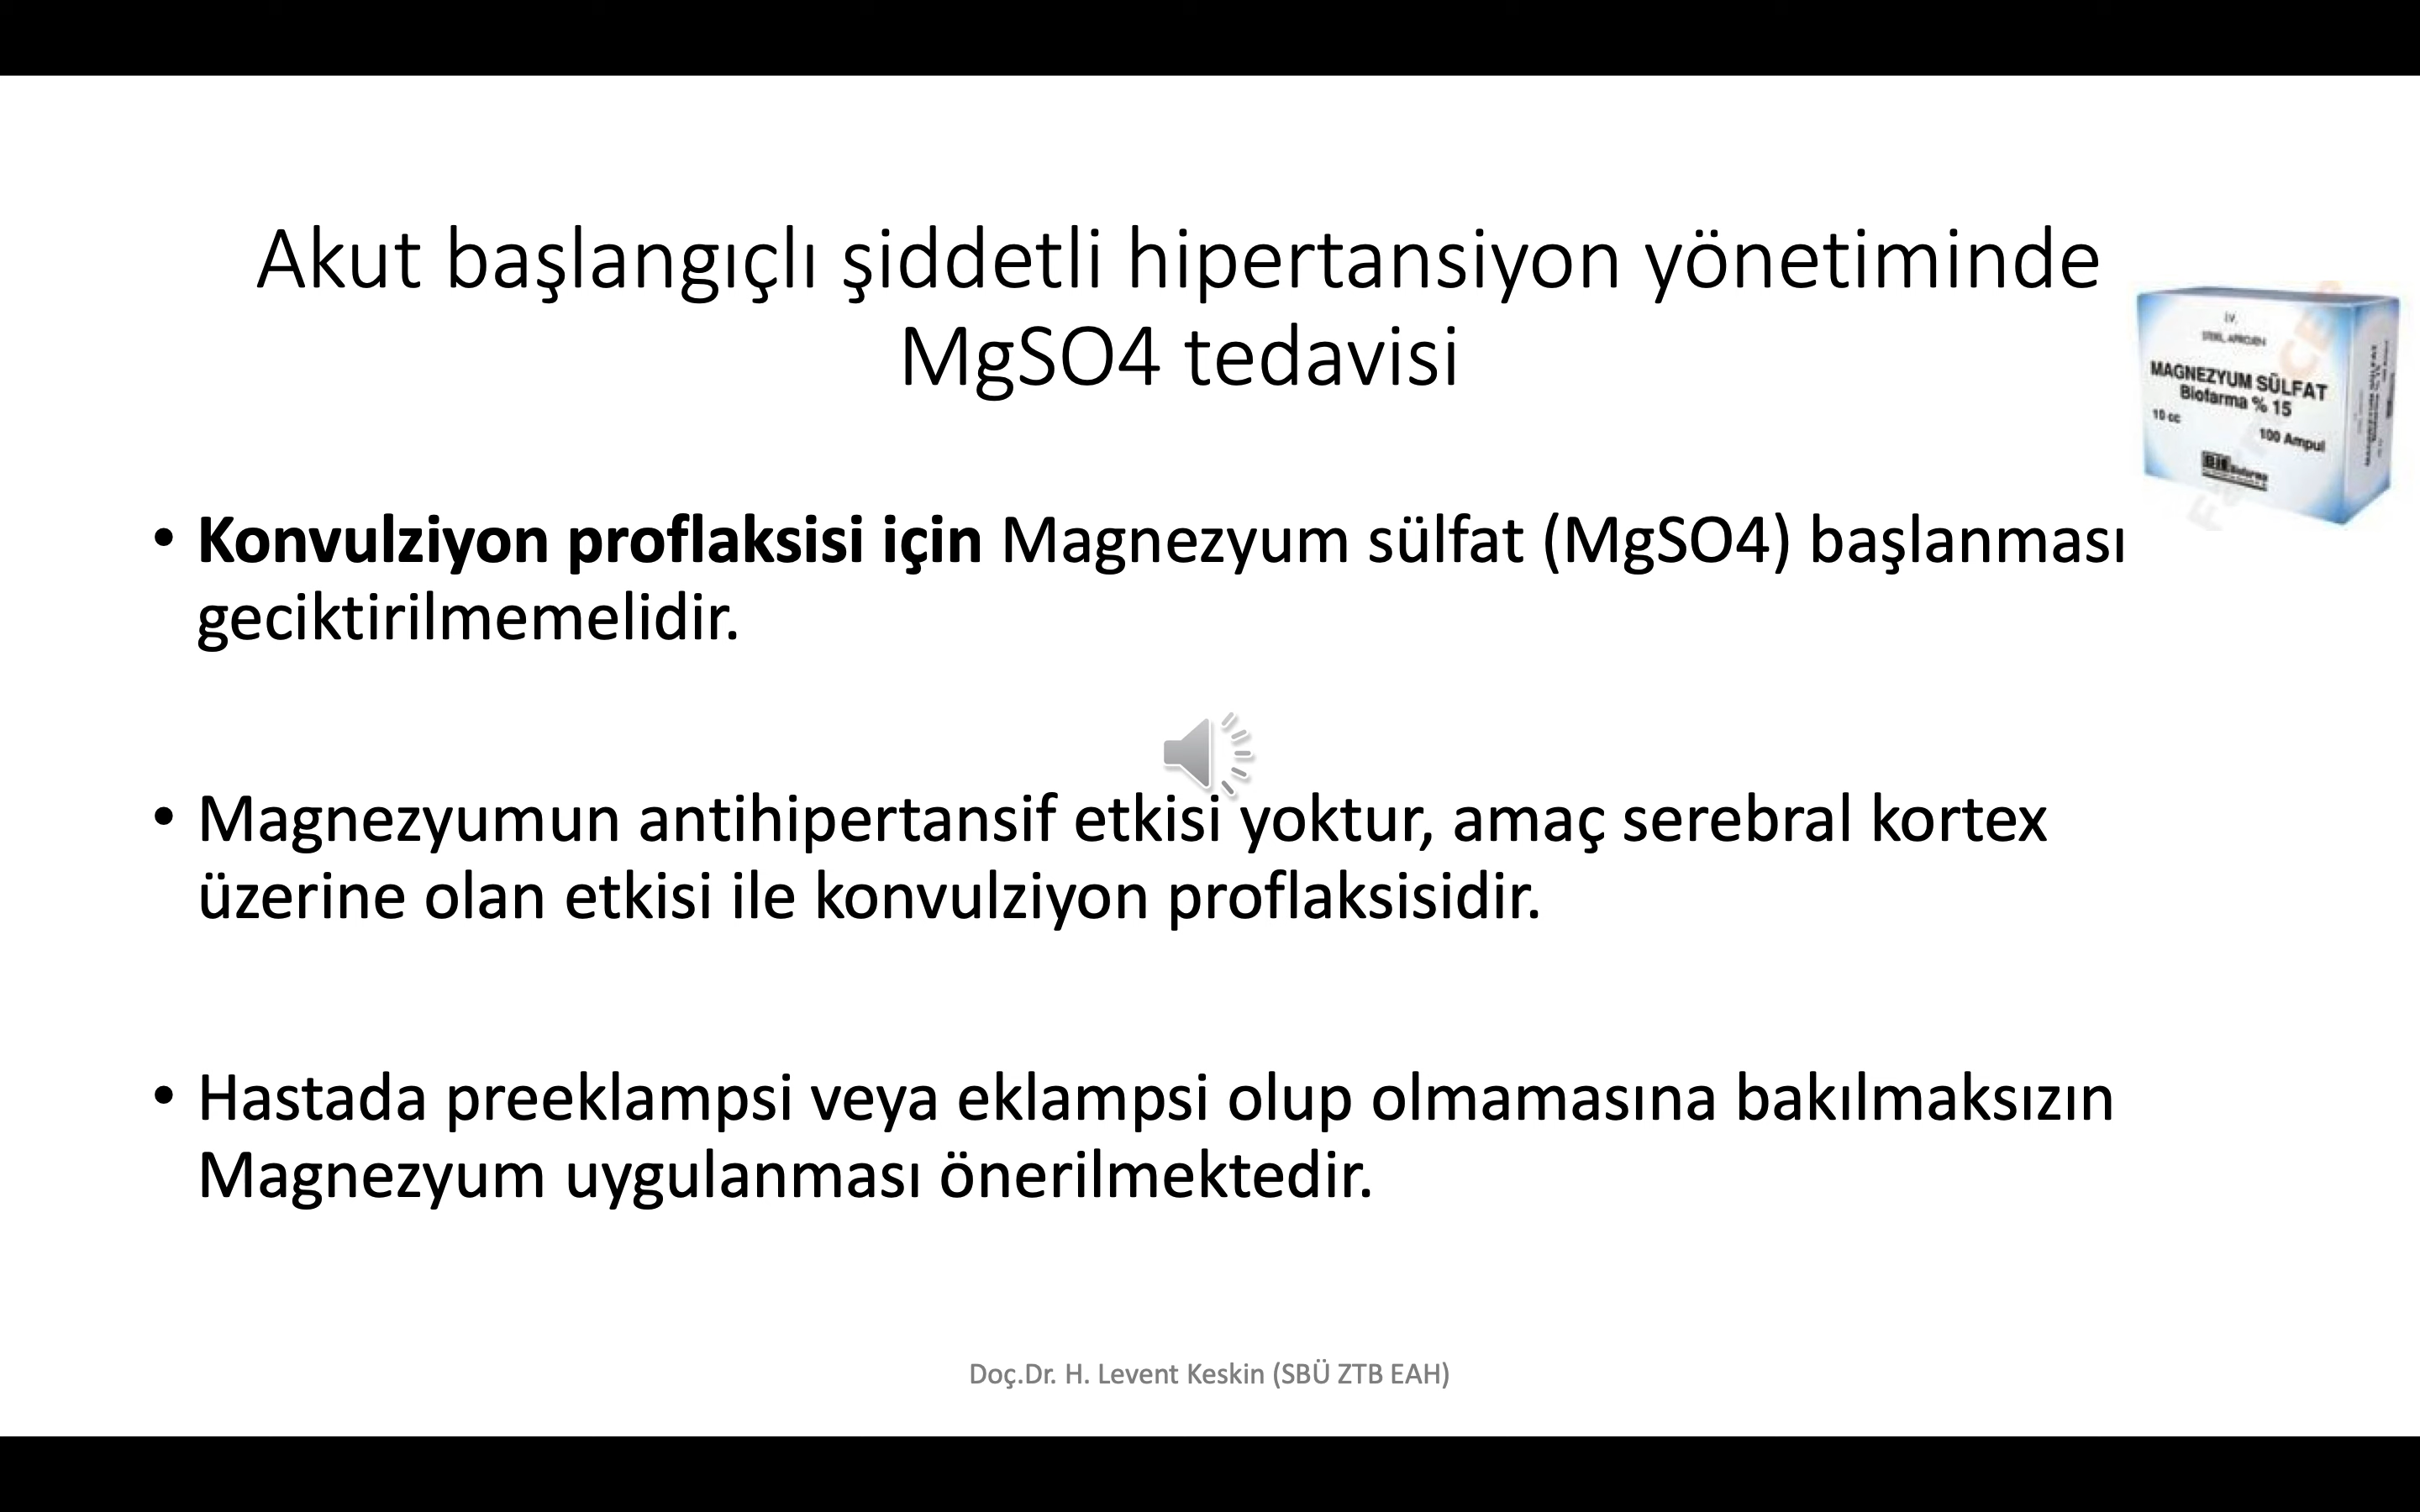 Akut başlangıçlı şiddetli hipertansiyon yönetiminde
MgSO4 tedavisi
I.V.
MAGNEZYUM SÜLFAT
Biofarma % 15
10 cc
100 Ampul
• Konvulziyon proflaksisi için Magnezyum sülfat (MgSO4) başlanması
geciktirilmemelidir.
• Magnezyumun antihipertansif etkisi yoktur, amaç serebral kortex
üzerine olan etkisi ile konvulziyon proflaksisidir.
• Hastada preeklampsi veya eklampsi olup olmamasına bakılmaksızın
Magnezyum uygulanması önerilmektedir.
Doç.Dr. H. Levent Keskin (SBÜ ZTB EAH)